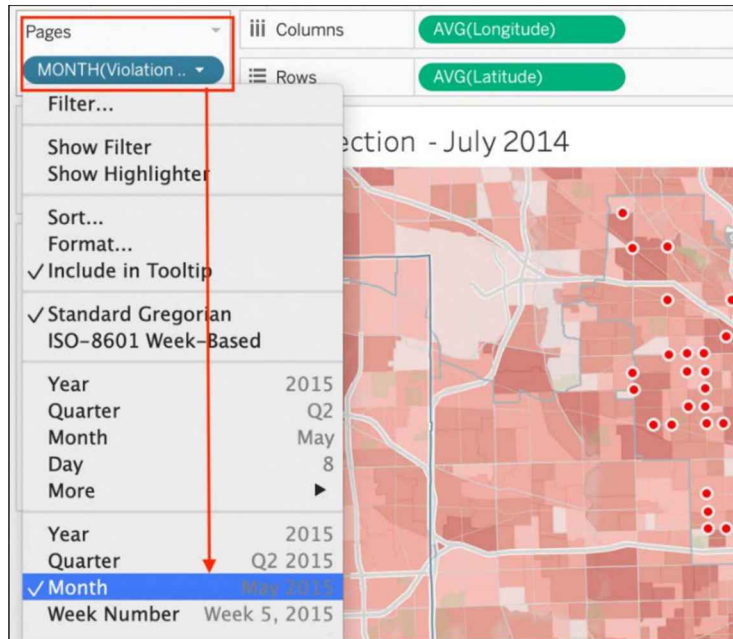 Pages
iii Columns
AVG(Longitude)
MONTH(Violation ..
Rows
AVG(Latitude)
Filter...
Show Filter
Show Highlighter
ection - July 2014
Sort...
Format...
✓ Include in Tooltip
✓ Standard Gregorian
ISO-8601 Week-Based
Year 2015
Quarter Q2
Month May
Day 8
More
Year 2015
Quarter Q2 2015
✓ Month May 2015
Week Number Week 5, 2015